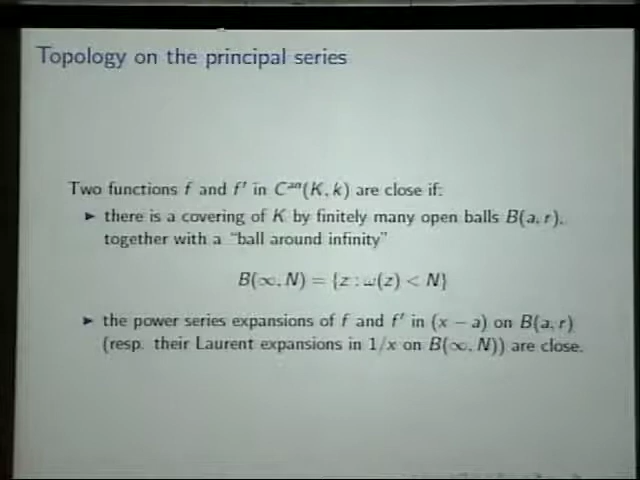 Topology on the principal series
Two functions f and f′ in Cᵃⁿ(K, k) are close if:
▶ there is a covering of K by finitely many open balls B(a, r),
together with a "ball around infinity"
B(∞, N) = {z : ω(z) < N}
▶ the power series expansions of f and f′ in (x − a) on B(a, r)
(resp. their Laurent expansions in 1/x on B(∞, N)) are close.